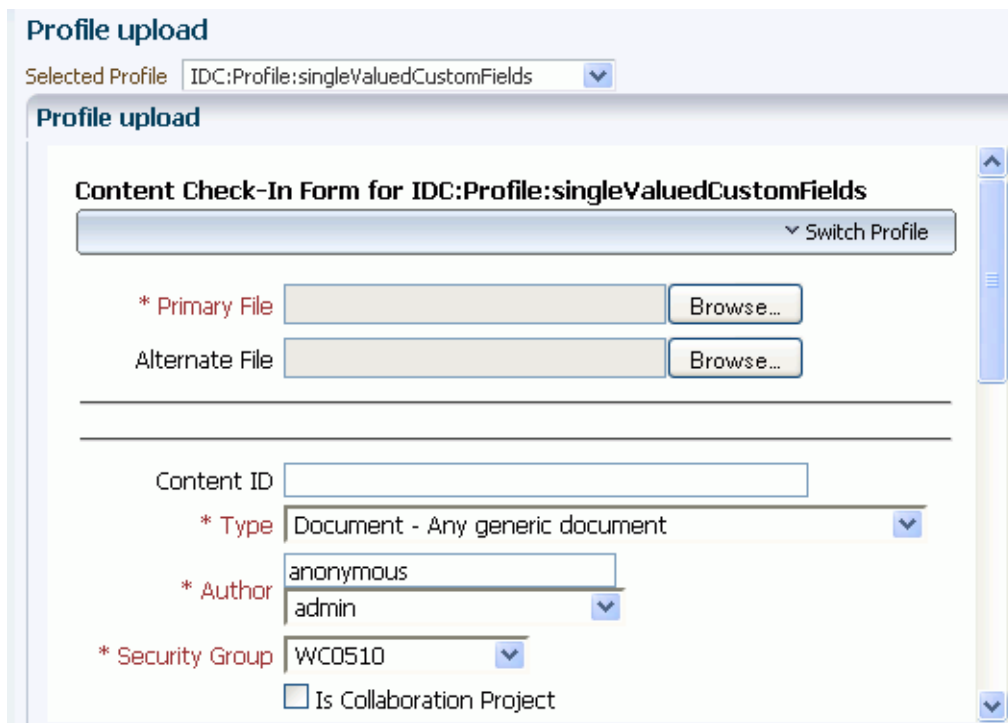 Profile upload
Selected Profile IDC:Profile:singleValuedCustomFields
Profile upload
Content Check-In Form for IDC:Profile:singleValuedCustomFields
Switch Profile
* Primary File Browse...
Alternate File Browse...
Content ID
* Type Document - Any generic document
anonymous
* Author
admin
* Security Group WC0510
Is Collaboration Project